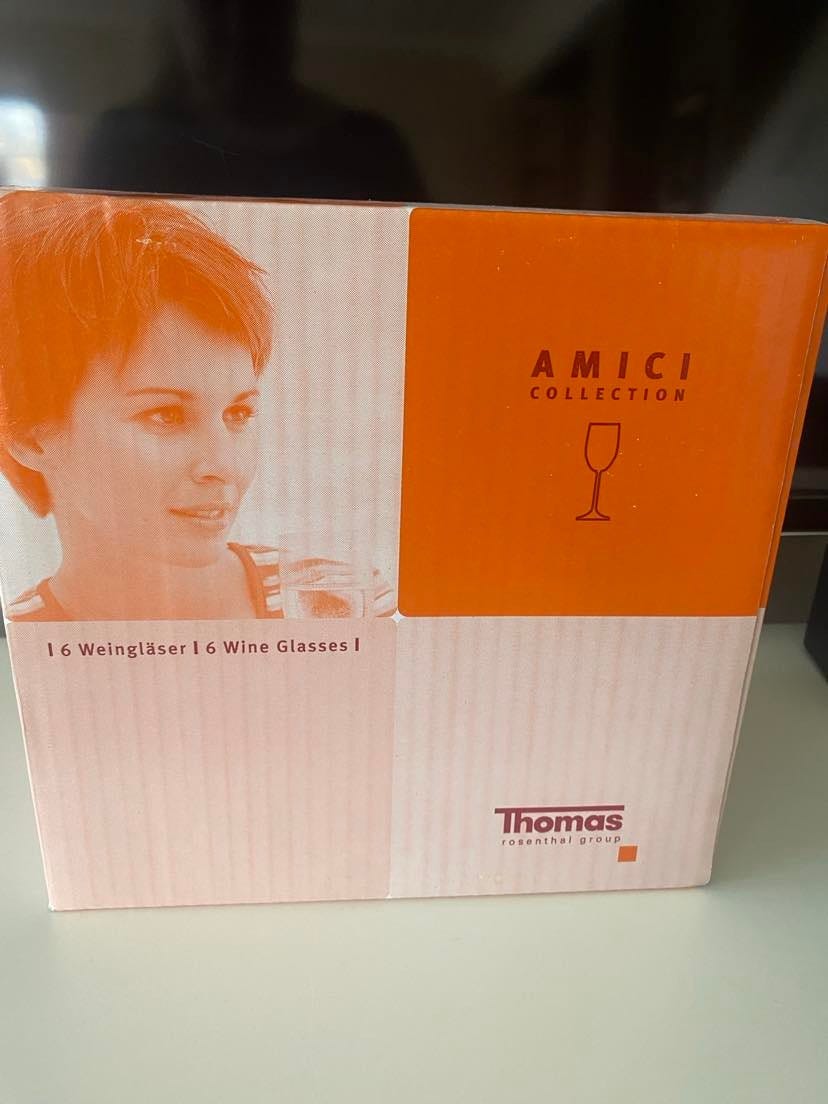 AMICI
COLLECTION
| 6 Weingläser | 6 Wine Glasses |
Thomas
rosenthal group